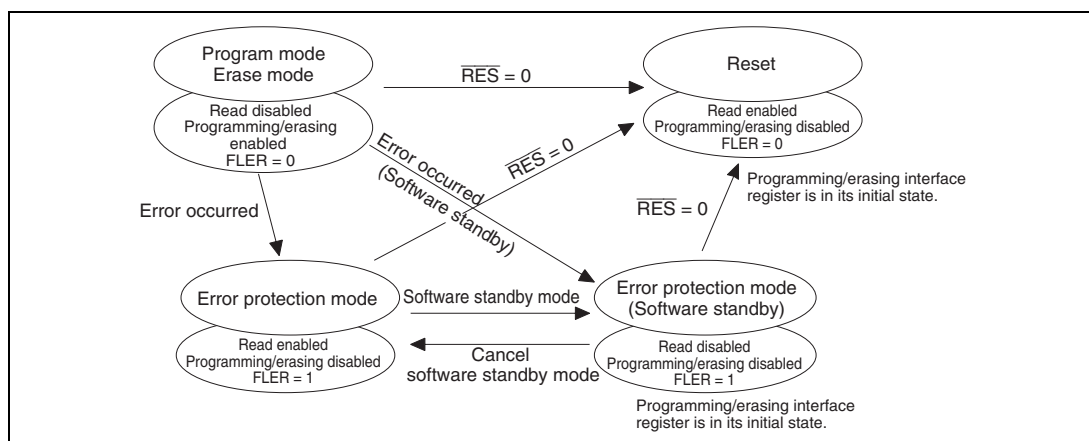 Program mode
Erase mode
Read disabled
Programming/erasing
enabled
FLER = 0
RES = 0
Reset
Read enabled
Programming/erasing disabled
FLER = 0
Programming/erasing interface
register is in its initial state.
Error occurred
Error occurred
(Software standby)
RES = 0
RES = 0
Error protection mode
Read enabled
Programming/erasing disabled
FLER = 1
Software standby mode
Cancel
software standby mode
Error protection mode
(Software standby)
Read disabled
Programming/erasing disabled
FLER = 1
Programming/erasing interface
register is in its initial state.